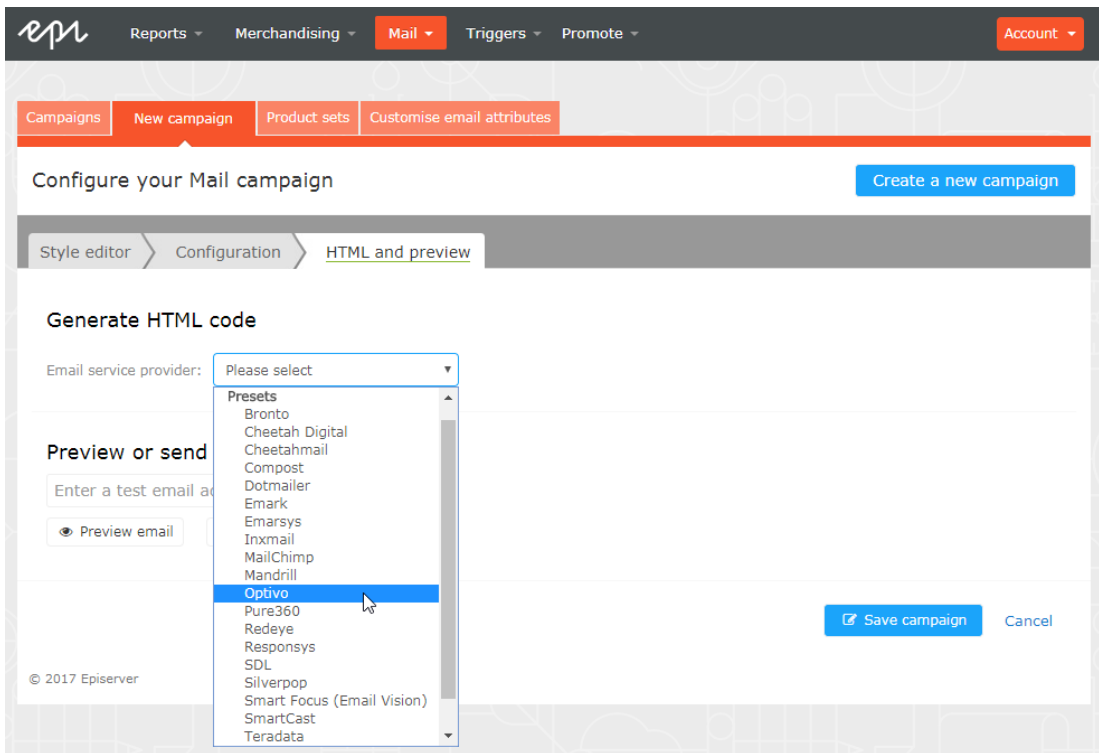 epi Reports Merchandising Mail Triggers Promote Account
Campaigns New campaign Product sets Customise email attributes
Configure your Mail campaign Create a new campaign
Style editor Configuration HTML and preview
Generate HTML code
Email service provider: Please select
Presets
Bronto
Cheetah Digital
Cheetahmail
Compost
Dotmailer
Emark
Emarsys
Inxmail
MailChimp
Mandrill
Optivo
Pure360
Redeye
Responsys
SDL
Silverpop
Smart Focus (Email Vision)
SmartCast
Teradata
Preview or send
Enter a test email a
Preview email
Save campaign Cancel
© 2017 Episerver